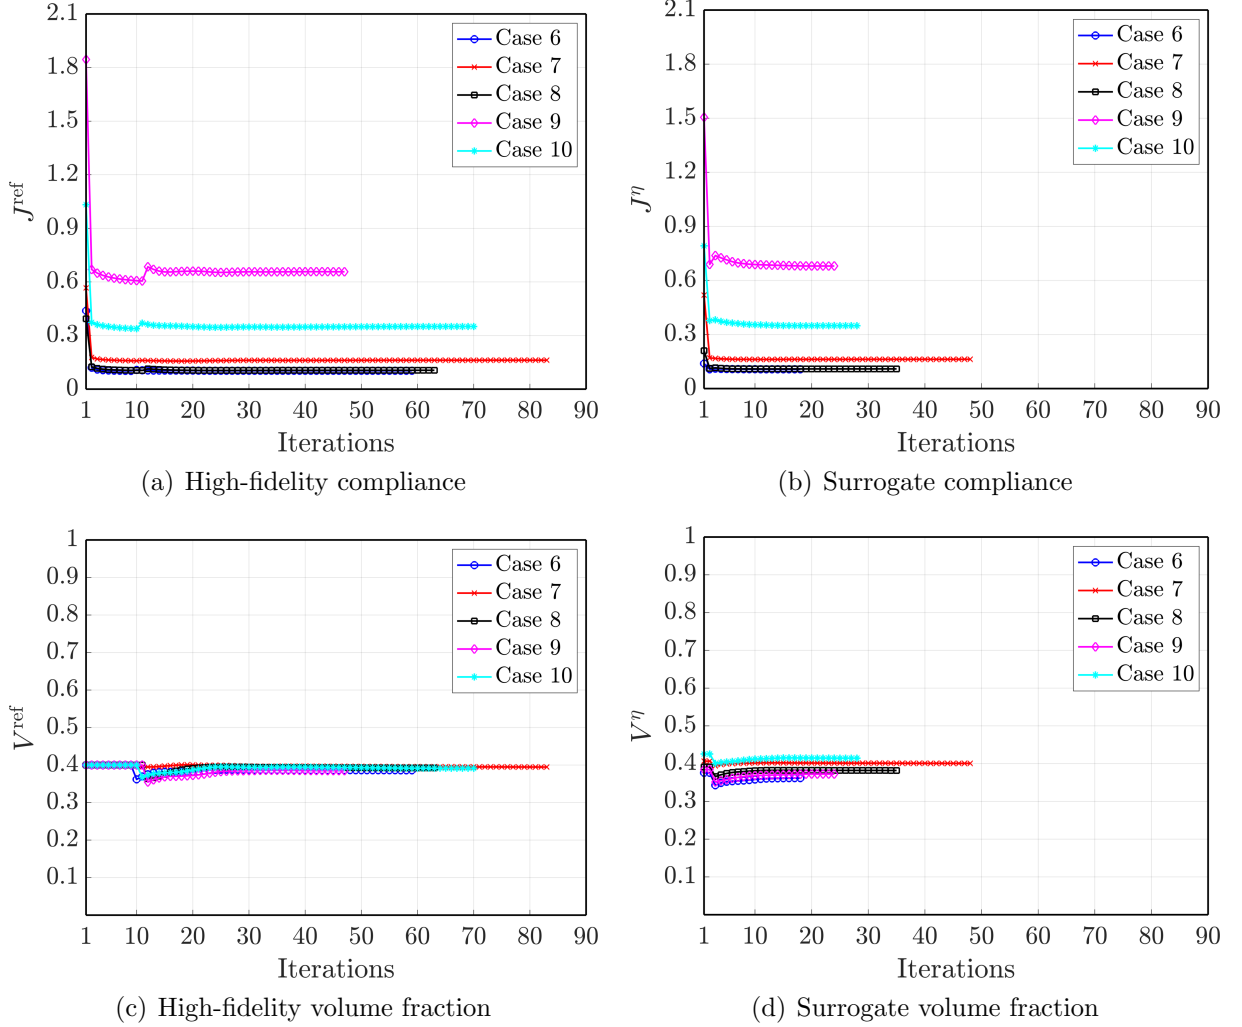 2.1
1.8
1.5
1.2
0.9
0.6
0.3
0
J^ref
1 10 20 30 40 50 60 70 80 90
Iterations
Case 6
Case 7
Case 8
Case 9
Case 10
(a) High-fidelity compliance
2.1
1.8
1.5
1.2
0.9
0.6
0.3
0
J^η
1 10 20 30 40 50 60 70 80 90
Iterations
Case 6
Case 7
Case 8
Case 9
Case 10
(b) Surrogate compliance
1
0.9
0.8
0.7
0.6
0.5
0.4
0.3
0.2
0.1
V^ref
1 10 20 30 40 50 60 70 80 90
Iterations
Case 6
Case 7
Case 8
Case 9
Case 10
(c) High-fidelity volume fraction
1
0.9
0.8
0.7
0.6
0.5
0.4
0.3
0.2
0.1
V^η
1 10 20 30 40 50 60 70 80 90
Iterations
Case 6
Case 7
Case 8
Case 9
Case 10
(d) Surrogate volume fraction